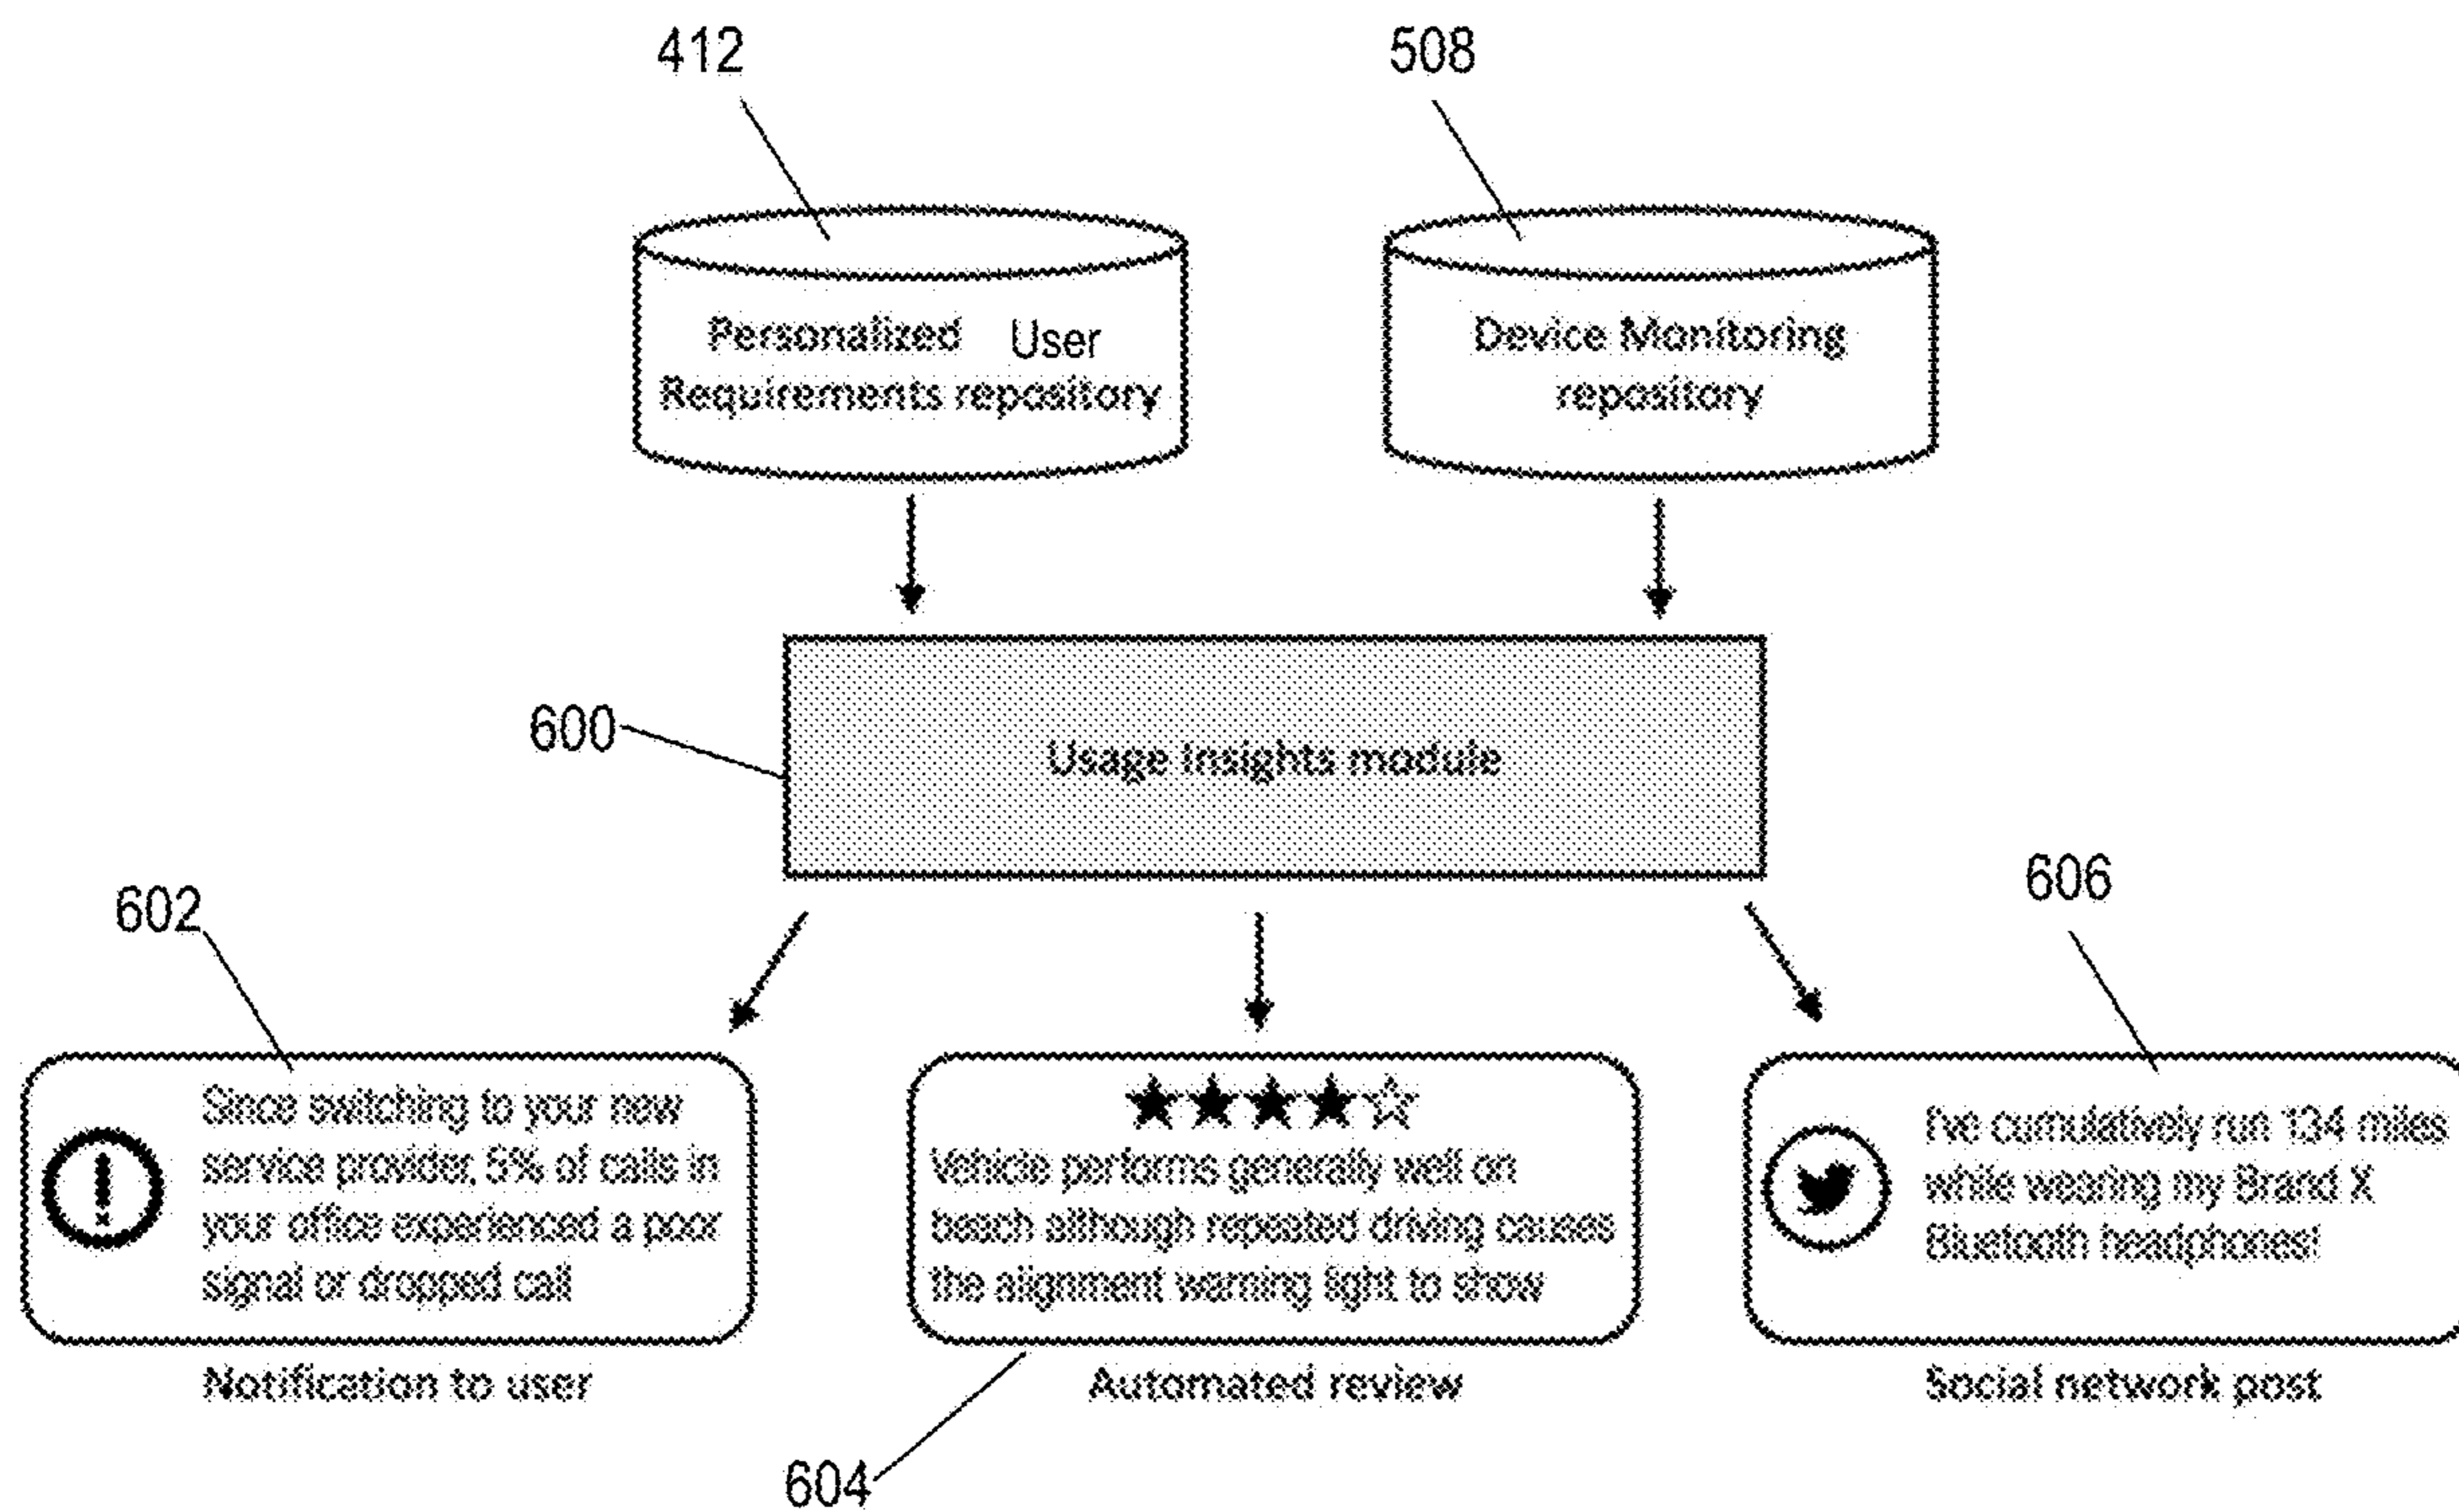 412
508
Personalized User
Requirements repository
Device Monitoring
repository
600
Usage Insights module
602
606
Since switching to your new
service provider, 5% of calls in
your office experienced a poor
signal or dropped call
Vehicle performs generally well on
beach although repeated driving causes
the alignment warning light to show
I've cumulatively run 134 miles
while wearing my Brand X
Bluetooth headphones!
Notification to user
Automated review
Social network post
604